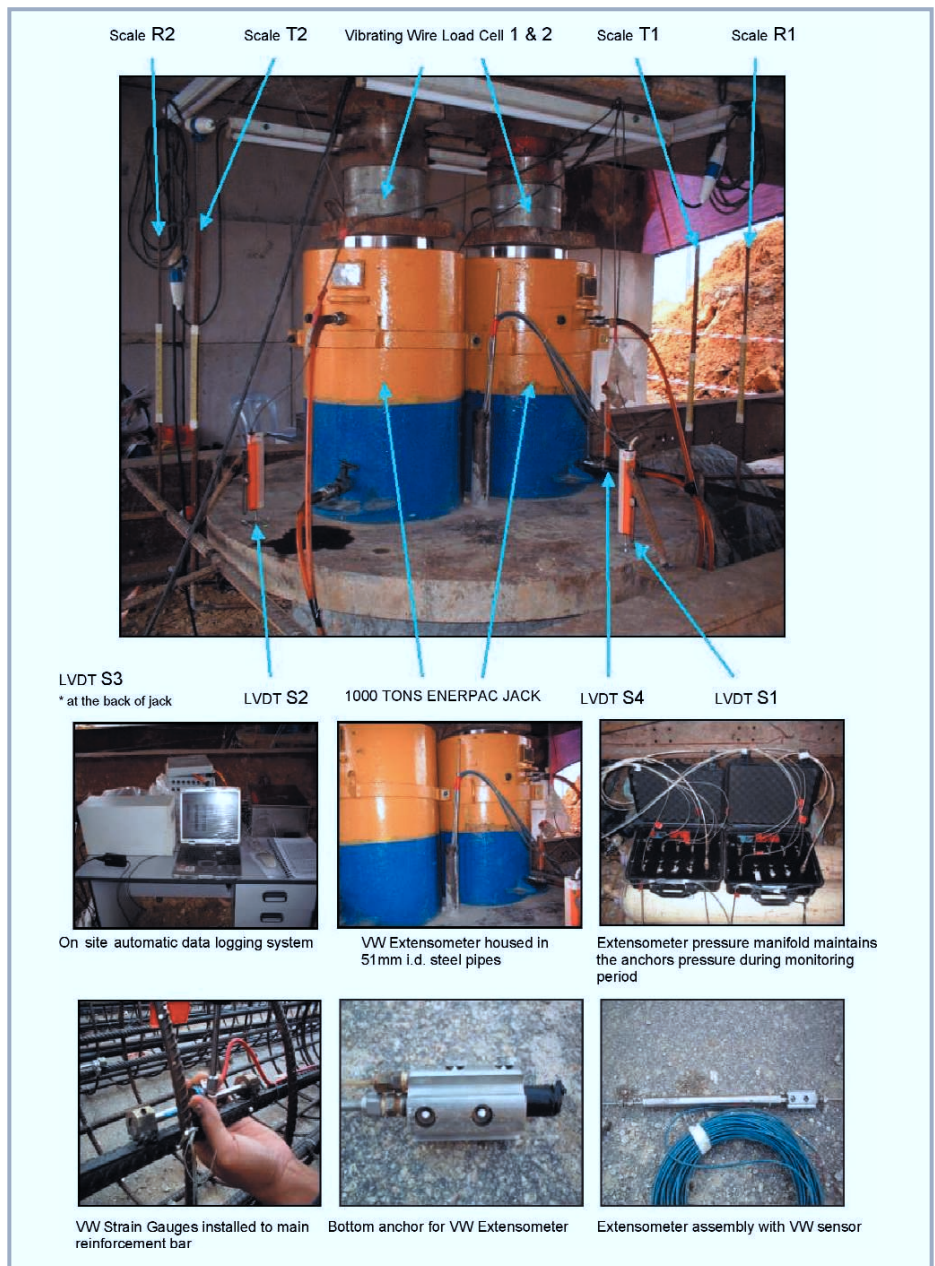 Scale R2
Scale T2
Vibrating Wire Load Cell 1 & 2
Scale T1
Scale R1
LVDT S3
* at the back of jack
LVDT S2
1000 TONS ENERPAC JACK
LVDT S4
LVDT S1
On site automatic data logging system
VW Extensometer housed in
51mm i.d. steel pipes
Extensometer pressure manifold maintains
the anchors pressure during monitoring
period
VW Strain Gauges installed to main
reinforcement bar
Bottom anchor for VW Extensometer
Extensometer assembly with VW sensor